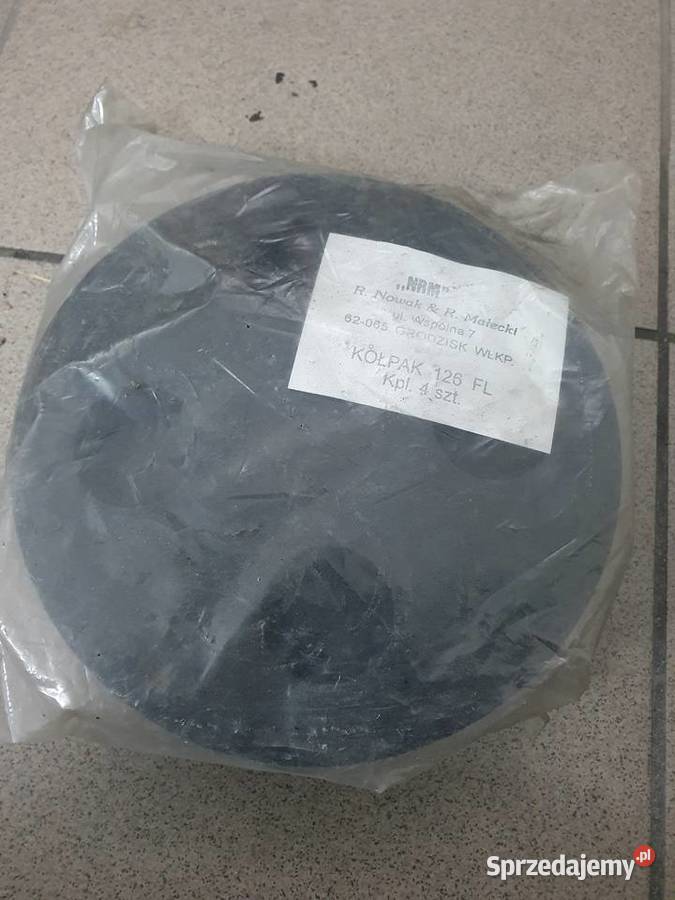 „NRM”
R. Nowak & R. Małecki
ul. Wspólna 7
62-065 GRODZISK WLKP.
KOŁPAK 126 FL
Kpl. 4 szt.
Sprzedajemy.pl